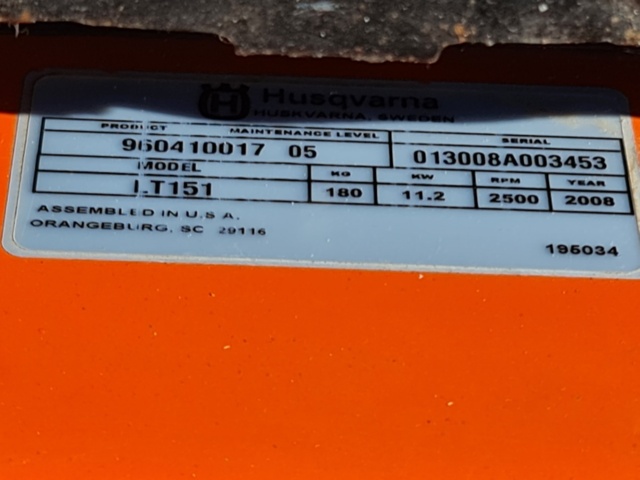 Husqvarna
HUSKVARNA, SWEDEN
PRODUCT MAINTENANCE LEVEL SERIAL
960410017 05 013008A003453
MODEL KG KW RPM YEAR
LT151 180 11.2 2500 2008
ASSEMBLED IN U.S.A.
ORANGEBURG, SC 29116
195034